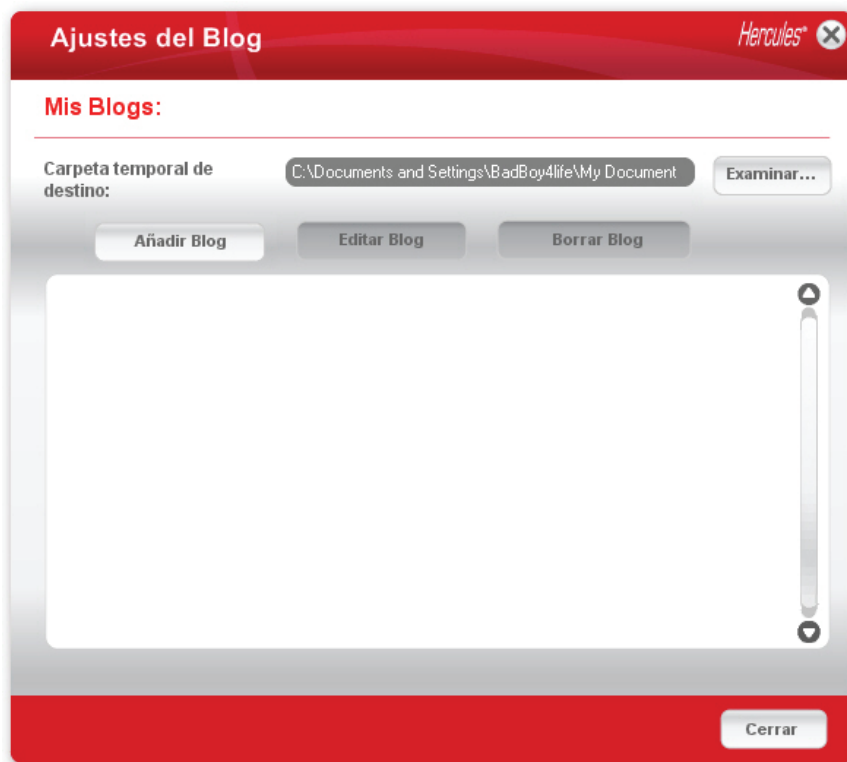 Ajustes del Blog
Hercules®
Mis Blogs:
Carpeta temporal de
destino:
C:\Documents and Settings\BadBoy4life\My Document
Examinar...
Añadir Blog
Editar Blog
Borrar Blog
Cerrar